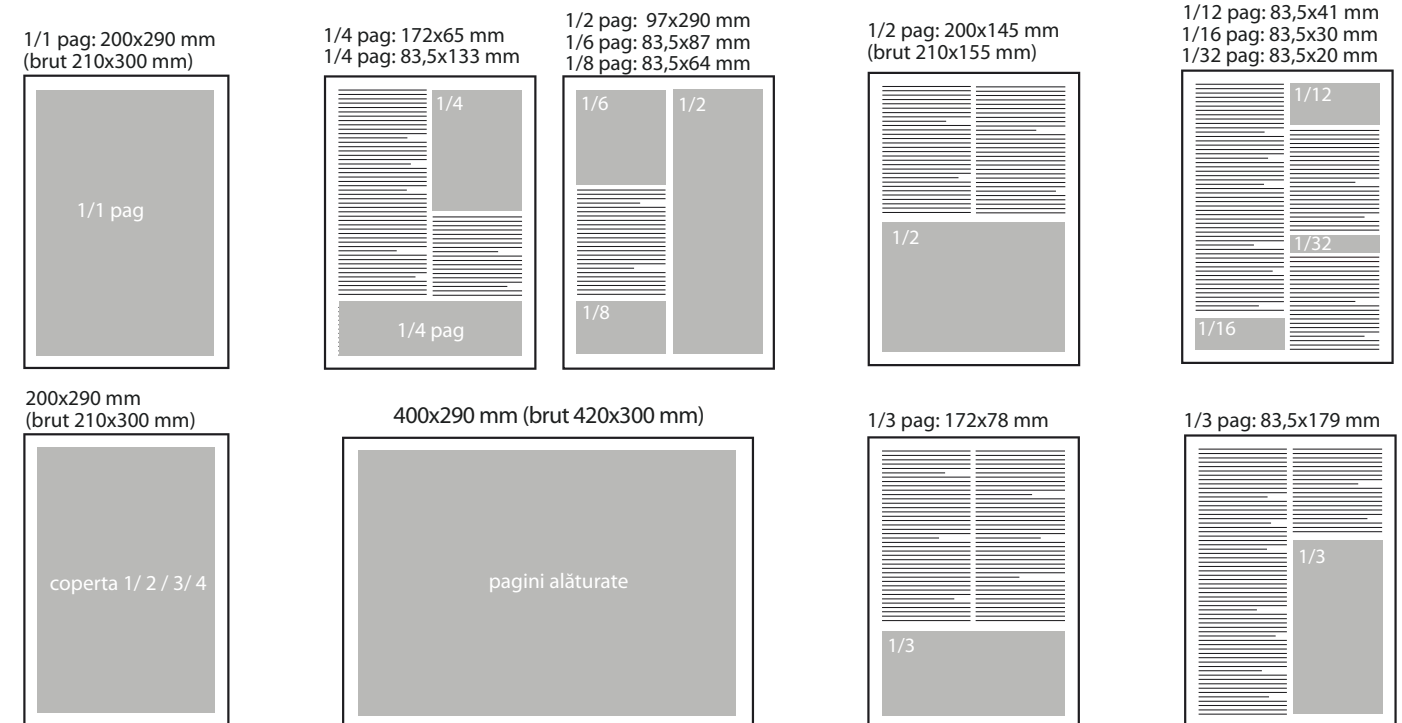 1/1 pag: 200x290 mm
(brut 210x300 mm)
1/1 pag
1/4 pag: 172x65 mm
1/4 pag: 83,5x133 mm
1/4
1/4 pag
1/2 pag: 97x290 mm
1/6 pag: 83,5x87 mm
1/8 pag: 83,5x64 mm
1/6
1/2
1/8
1/2 pag: 200x145 mm
(brut 210x155 mm)
1/2
1/12 pag: 83,5x41 mm
1/16 pag: 83,5x30 mm
1/32 pag: 83,5x20 mm
1/12
1/32
1/16
200x290 mm
(brut 210x300 mm)
coperta 1/ 2 / 3/ 4
400x290 mm (brut 420x300 mm)
pagini alăturate
1/3 pag: 172x78 mm
1/3
1/3 pag: 83,5x179 mm
1/3